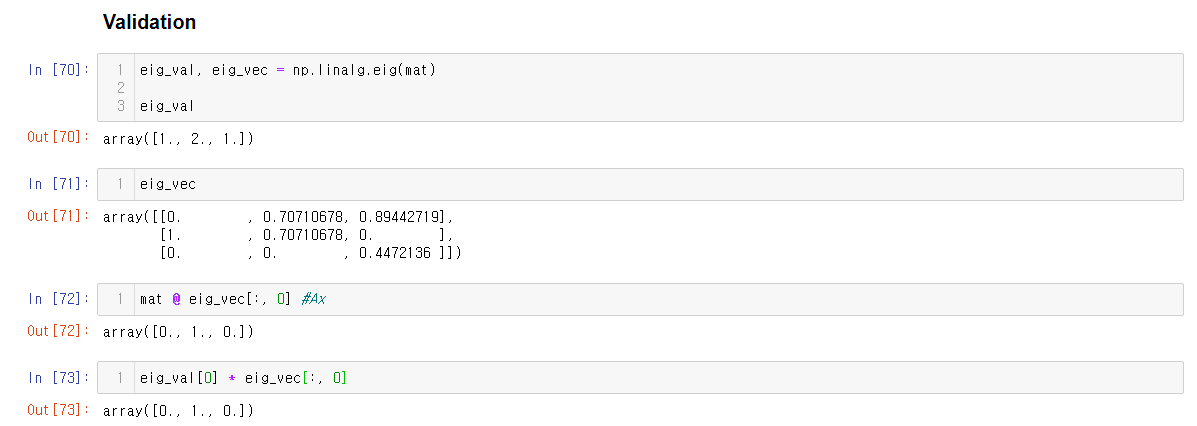 Validation
In [70]:
1 eig_val, eig_vec = np.linalg.eig(mat)
2
3 eig_val
Out[70]: array([1., 2., 1.])
In [71]: 1 eig_vec
Out[71]: array([[0.        , 0.70710678, 0.89442719],
[1.        , 0.70710678, 0.        ],
[0.        , 0.        , 0.4472136 ]])
In [72]: 1 mat @ eig_vec[:, 0] #Ax
Out[72]: array([0., 1., 0.])
In [73]: 1 eig_val[0] * eig_vec[:, 0]
Out[73]: array([0., 1., 0.])